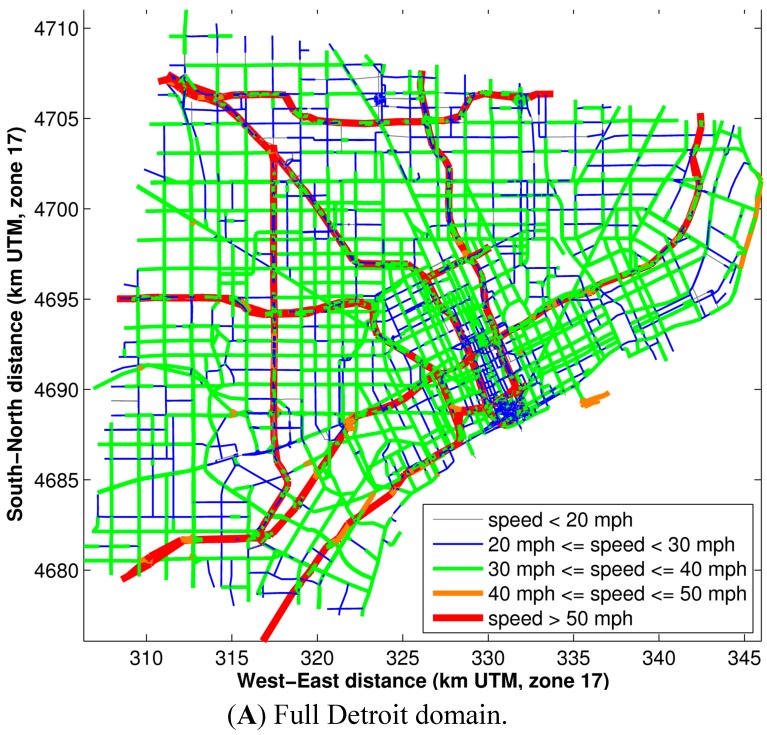 4710
4705
4700
4695
4690
4685
4680
South−North distance (km UTM, zone 17)
speed < 20 mph
20 mph <= speed < 30 mph
30 mph <= speed <= 40 mph
40 mph <= speed <= 50 mph
speed > 50 mph
310 315 320 325 330 335 340 345
West−East distance (km UTM, zone 17)
(A) Full Detroit domain.